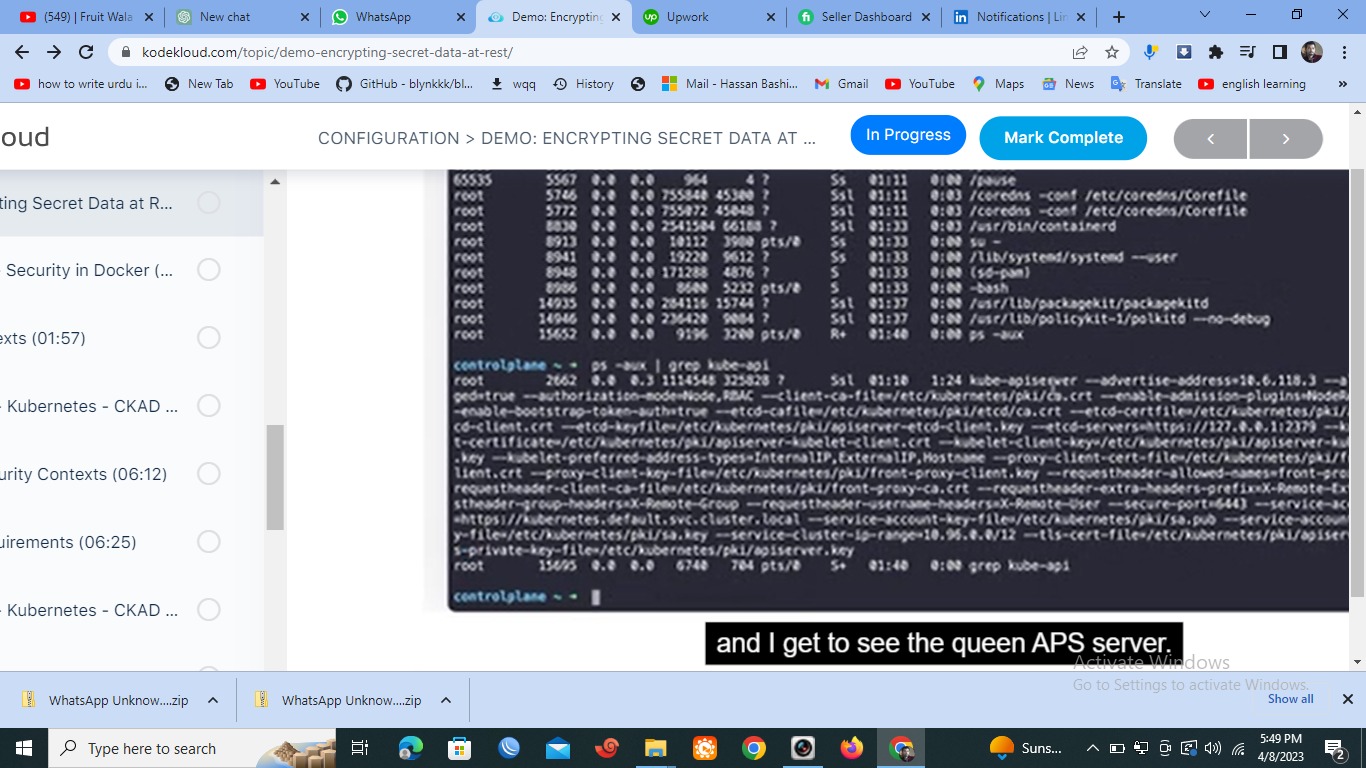 (549) | Fruit Wala
New chat
WhatsApp
Demo: Encrypting
Upwork
Seller Dashboard
Notifications | Lin
kodekloud.com/topic/demo-encrypting-secret-data-at-rest/
how to write urdu i...
New Tab
YouTube
GitHub - blynkkk/bl...
wqq
History
Mail - Hassan Bashi...
Gmail
YouTube
Maps
News
Translate
english learning
oud
CONFIGURATION > DEMO: ENCRYPTING SECRET DATA AT ...
In Progress
Mark Complete
ting Secret Data at R...
Security in Docker (...
exts (01:57)
- Kubernetes - CKAD ...
urity Contexts (06:12)
uirements (06:25)
- Kubernetes - CKAD ...
65535 5567 0.0 0.0 964 4 ? Ss 01:11 0:00 /pause
root 5746 0.0 0.0 755840 45300 ? Ssl 01:11 0:03 /coredns -conf /etc/coredns/Corefile
root 5772 0.0 0.0 755072 45048 ? Ssl 01:11 0:03 /coredns -conf /etc/coredns/Corefile
root 8830 0.0 0.0 2541504 66188 ? Ssl 01:33 0:03 /usr/bin/containerd
root 8913 0.0 0.0 10112 3980 pts/0 Ss 01:33 0:00 su -
root 8941 0.0 0.0 19220 9612 ? Ss 01:33 0:00 /lib/systemd/systemd --user
root 8948 0.0 0.0 171288 4876 ? S 01:33 0:00 (sd-pam)
root 8986 0.0 0.0 8600 5232 pts/0 S 01:33 0:00 -bash
root 14935 0.0 0.0 284116 15744 ? Ssl 01:37 0:00 /usr/lib/packagekit/packagekitd
root 14946 0.0 0.0 236420 9084 ? Ssl 01:37 0:00 /usr/lib/policykit-1/polkitd --no-debug
root 15652 0.0 0.0 9196 3200 pts/0 R+ 01:40 0:00 ps -aux
controlplane ~ ➜ ps -aux | grep kube-api
root 2662 0.0 0.3 1114548 325828 ? Ssl 01:10 1:24 kube-apiserver --advertise-address=10.6.118.3 --a
ged=true --authorization-mode=Node,RBAC --client-ca-file=/etc/kubernetes/pki/ca.crt --enable-admission-plugins=NodeR
-enable-bootstrap-token-auth=true --etcd-cafile=/etc/kubernetes/pki/etcd/ca.crt --etcd-certfile=/etc/kubernetes/pki/
cd-client.crt --etcd-keyfile=/etc/kubernetes/pki/apiserver-etcd-client.key --etcd-servers=https://127.0.0.1:2379 --k
t-certificate=/etc/kubernetes/pki/apiserver-kubelet-client.crt --kubelet-client-key=/etc/kubernetes/pki/apiserver-ku
.key --kubelet-preferred-address-types=InternalIP,ExternalIP,Hostname --proxy-client-cert-file=/etc/kubernetes/pki/f
lient.crt --proxy-client-key-file=/etc/kubernetes/pki/front-proxy-client.key --requestheader-allowed-names=front-pro
requestheader-client-ca-file=/etc/kubernetes/pki/front-proxy-ca.crt --requestheader-extra-headers-prefix=X-Remote-Ex
stheader-group-headers=X-Remote-Group --requestheader-username-headers=X-Remote-User --secure-port=6443 --service-ac
=https://kubernetes.default.svc.cluster.local --service-account-key-file=/etc/kubernetes/pki/sa.pub --service-accoun
y-file=/etc/kubernetes/pki/sa.key --service-cluster-ip-range=10.96.0.0/12 --tls-cert-file=/etc/kubernetes/pki/apiser
s-private-key-file=/etc/kubernetes/pki/apiserver.key
root 15695 0.0 0.0 6740 704 pts/0 S+ 01:40 0:00 grep kube-api
controlplane ~ ➜
and I get to see the queen APS server.
Activate Windows
Go to Settings to activate Windows.
WhatsApp Unknow....zip
WhatsApp Unknow....zip
Show all
Type here to search
Suns...
5:49 PM
4/8/2023
2